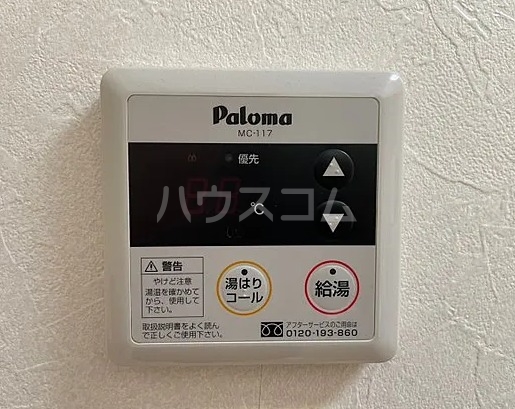 Paloma
MC-117
優先
ハウスコム
℃
警告
やけど注意
湯温を確かめて
から、使用して
下さい。
取扱説明書をよく読ん
で正しくご使用下さい。
湯はり
コール
給湯
アフターサービスのご用命は
0120-193-860